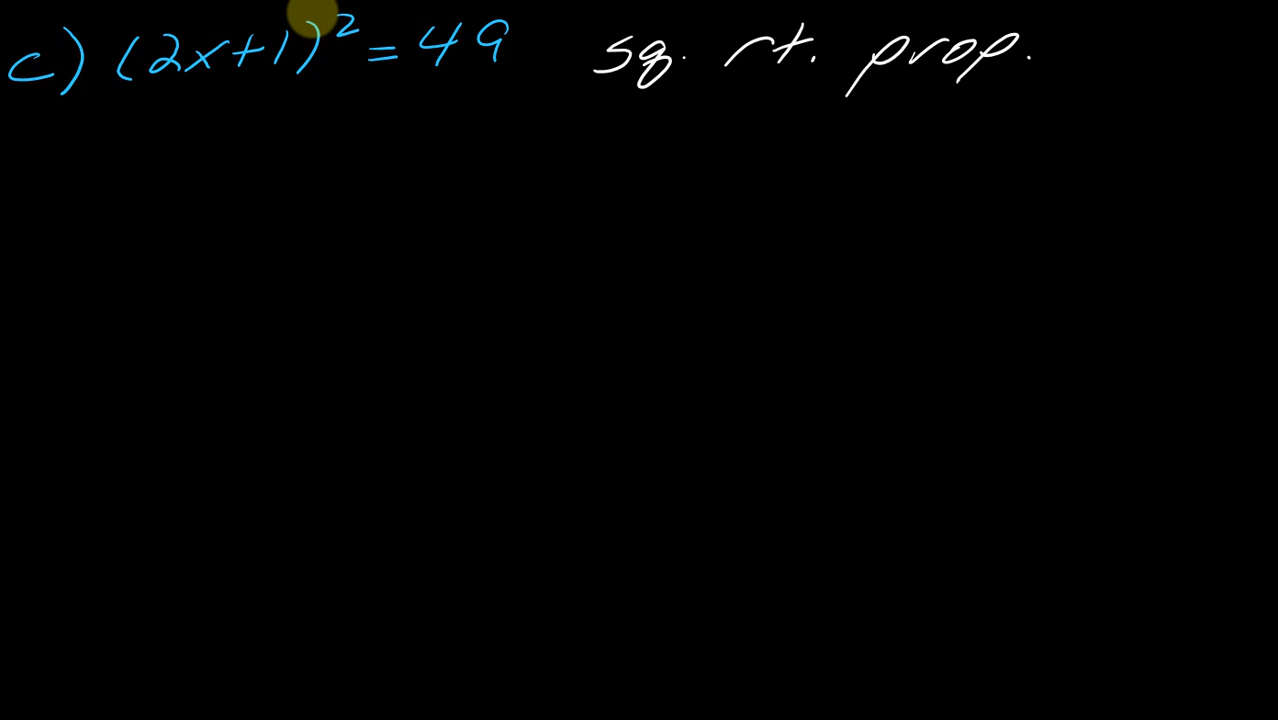 c) (2x+1)² = 49 sq. rt. prop.